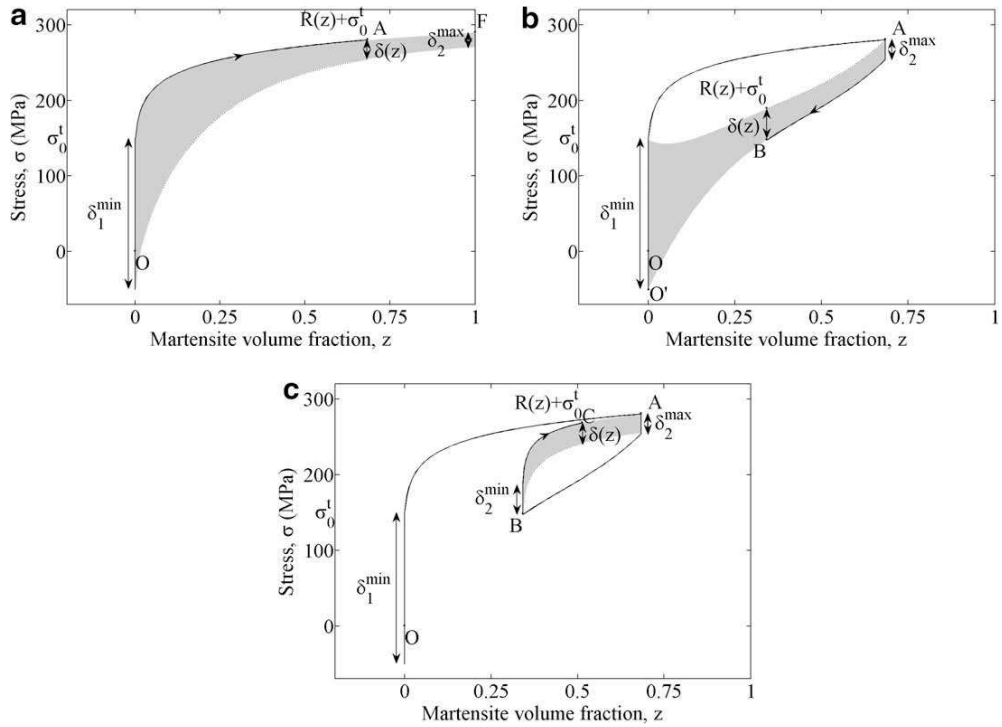 a
R(z)+σ₀ᵗ
A
F
δ(z)
δ₂ᵐᵃˣ
300
200
σ₀ᵗ
100
0
δ₁ᵐⁱⁿ
O
Stress, σ (MPa)
0
0.25
0.5
0.75
1
Martensite volume fraction, z
b
A
δ₂ᵐᵃˣ
R(z)+σ₀ᵗ
δ(z)
B
300
200
σ₀ᵗ
100
0
δ₁ᵐⁱⁿ
O
O'
Stress, σ (MPa)
0
0.25
0.5
0.75
1
Martensite volume fraction, z
c
R(z)+σ₀ᵗ
C
A
δ(z)
δ₂ᵐᵃˣ
δ₂ᵐⁱⁿ
B
300
200
σ₀ᵗ
100
0
δ₁ᵐⁱⁿ
O
Stress, σ (MPa)
0
0.25
0.5
0.75
1
Martensite volume fraction, z